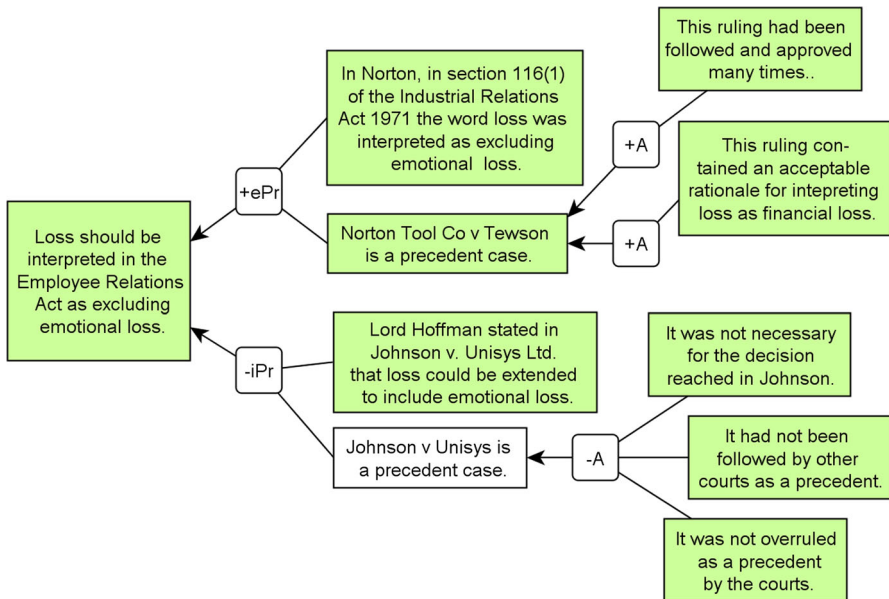 This ruling had been
followed and approved
many times..
In Norton, in section 116(1)
of the Industrial Relations
Act 1971 the word loss was
interpreted as excluding
emotional loss.
+A
This ruling con-
tained an acceptable
rationale for intepreting
loss as financial loss.
+ePr
Norton Tool Co v Tewson
is a precedent case.
+A
Loss should be
interpreted in the
Employee Relations
Act as excluding
emotional loss.
Lord Hoffman stated in
Johnson v. Unisys Ltd.
that loss could be extended
to include emotional loss.
-iPr
It was not necessary
for the decision
reached in Johnson.
Johnson v Unisys is
a precedent case.
-A
It had not been
followed by other
courts as a precedent.
It was not overruled
as a precedent
by the courts.